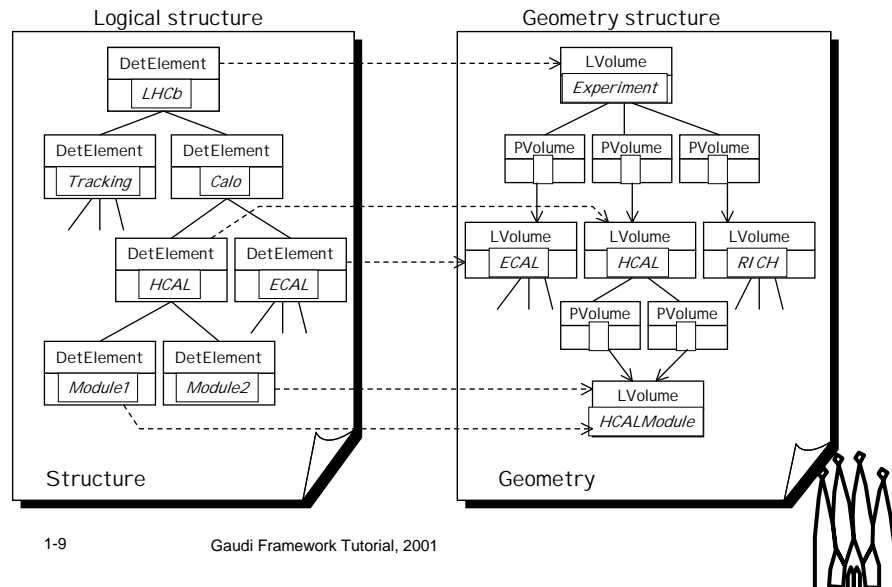 Logical structure
DetElement
LHCb
DetElement
Tracking
DetElement
Calo
DetElement
HCAL
DetElement
ECAL
DetElement
Module1
DetElement
Module2
Structure
Geometry structure
LVolume
Experiment
PVolume
PVolume
PVolume
LVolume
ECAL
LVolume
HCAL
LVolume
RICH
PVolume
PVolume
LVolume
HCALModule
Geometry
1-9
Gaudi Framework Tutorial, 2001